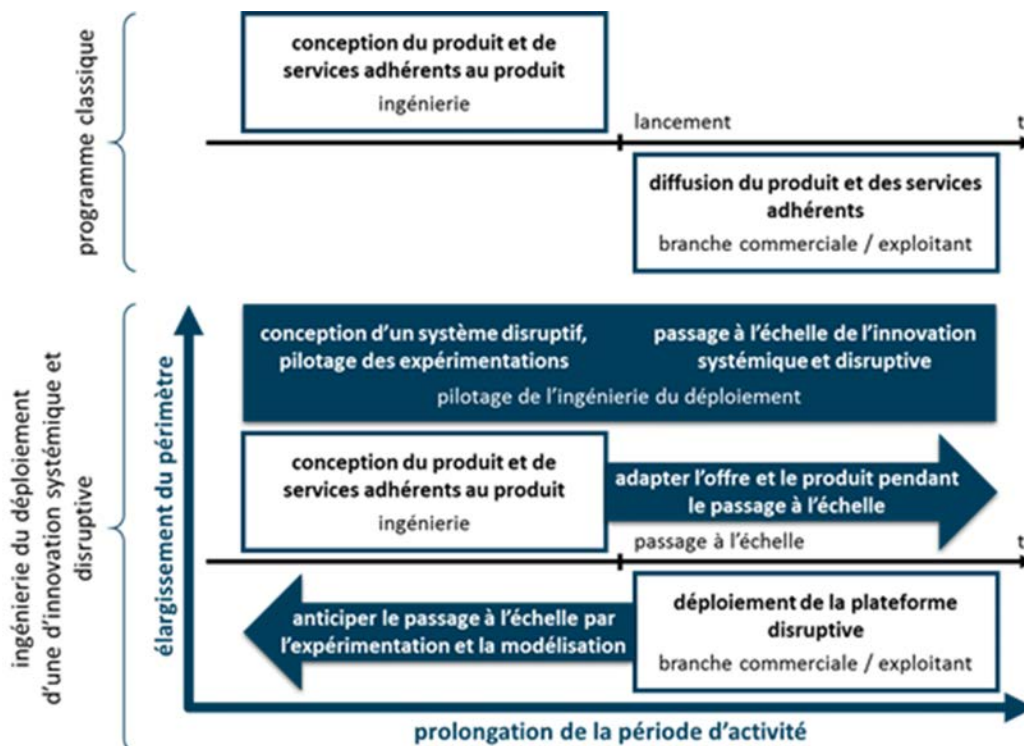 programme classique
conception du produit et de
services adhérents au produit
ingénierie
lancement
t
diffusion du produit et des services
adhérents
branche commerciale / exploitant
ingénierie du déploiement
d'une d'innovation systémique et
disruptive
élargissement du périmètre
conception d'un système disruptif,
pilotage des expérimentations
passage à l'échelle de l'innovation
systémique et disruptive
pilotage de l'ingénierie du déploiement
conception du produit et de
services adhérents au produit
ingénierie
adapter l'offre et le produit pendant
le passage à l'échelle
passage à l'échelle
t
anticiper le passage à l'échelle par
l'expérimentation et la modélisation
déploiement de la plateforme
disruptive
branche commerciale / exploitant
prolongation de la période d'activité